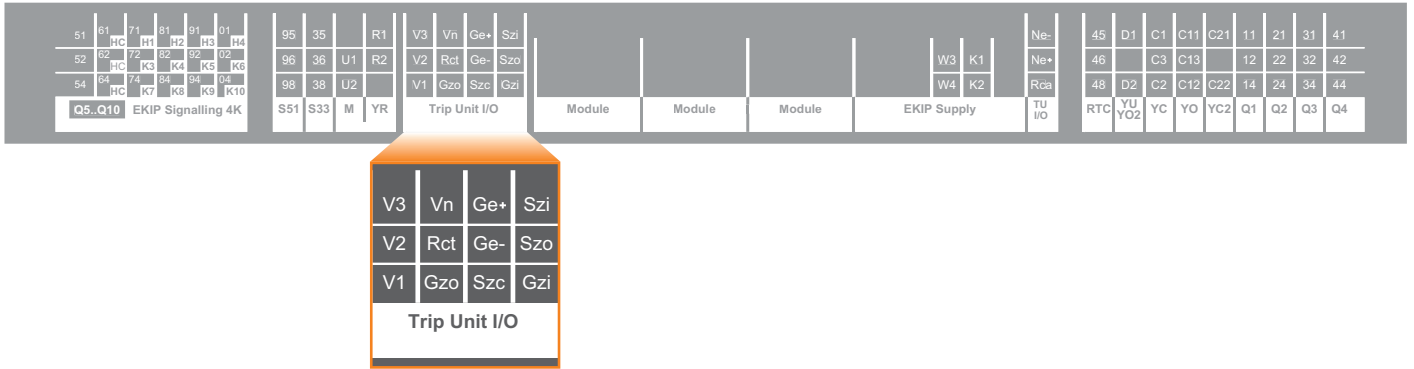 51 61 HC 71 H1 81 H2 91 H3 01 H4 95 35 R1 V3 Vn Ge+ Szi Ne- 45 D1 C1 C11 C21 11 21 31 41
52 62 HC 72 K3 82 K4 92 K5 02 K6 96 36 U1 R2 V2 Rct Ge- Szo W3 K1 Ne+ 46 C3 C13 12 22 32 42
54 64 HC 74 K7 84 K8 94 K9 04 K10 98 38 U2 V1 Gzo Szc Gzi W4 K2 Rca 48 D2 C2 C12 C22 14 24 34 44
Q5..Q10 EKIP Signalling 4K S51 S33 M YR Trip Unit I/O Module Module Module EKIP Supply TU I/O RTC YU YO2 YC YO YC2 Q1 Q2 Q3 Q4
V3 Vn Ge+ Szi
V2 Rct Ge- Szo
V1 Gzo Szc Gzi
Trip Unit I/O